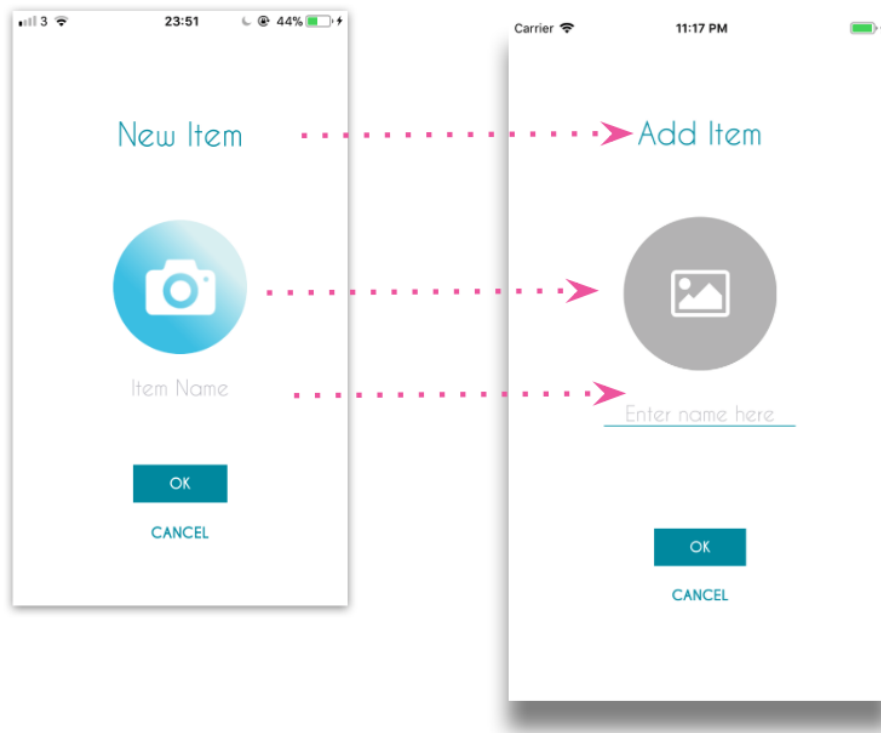 3 23:51 44%
New Item
Item Name
OK
CANCEL
Carrier 11:17 PM
Add Item
Enter name here
OK
CANCEL